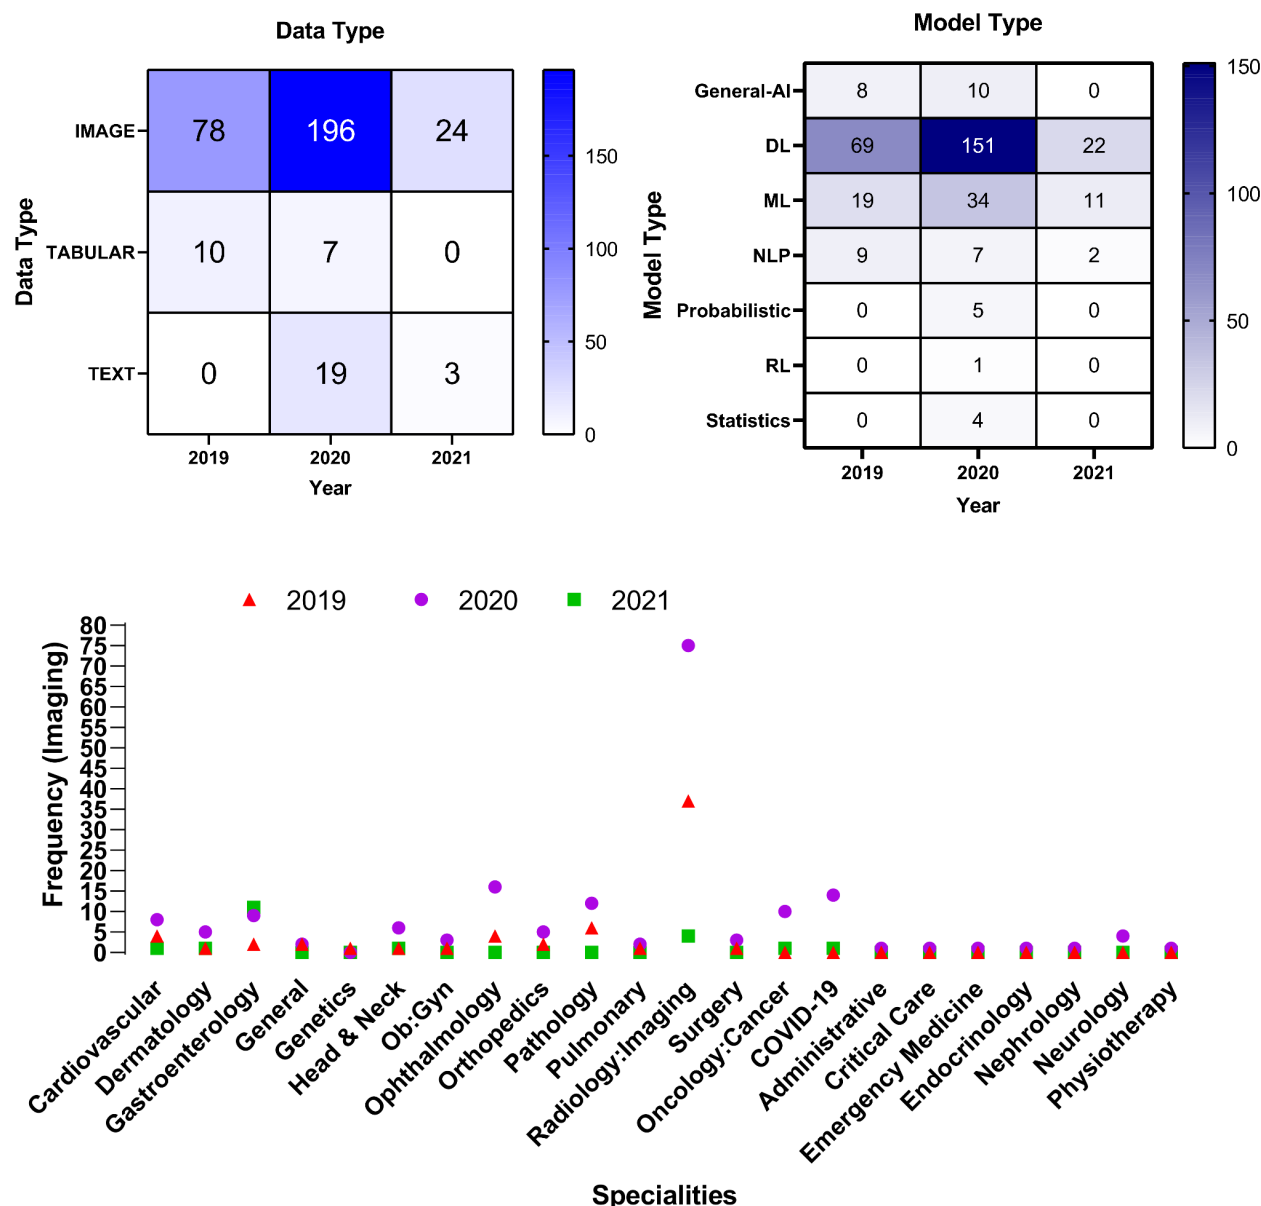 Data Type
Data Type
IMAGE
TABULAR
TEXT
78 196 24
10 7 0
0 19 3
2019 2020 2021
Year
150
100
50
0
Model Type
Model Type
General-AI
DL
ML
NLP
Probabilistic
RL
Statistics
8 10 0
69 151 22
19 34 11
9 7 2
0 5 0
0 1 0
0 4 0
2019 2020 2021
Year
150
100
50
0
2019 2020 2021
Frequency (Imaging)
80
75
70
65
60
55
50
45
40
35
30
25
20
15
10
5
0
Cardiovascular
Dermatology
Gastroenterology
General
Genetics
Head & Neck
Ob:Gyn
Ophthalmology
Orthopedics
Pathology
Pulmonary
Radiology:Imaging
Surgery
Oncology:Cancer
COVID-19
Administrative
Critical Care
Emergency Medicine
Endocrimology
Nephrology
Neurology
Physiotherapy
Specialities